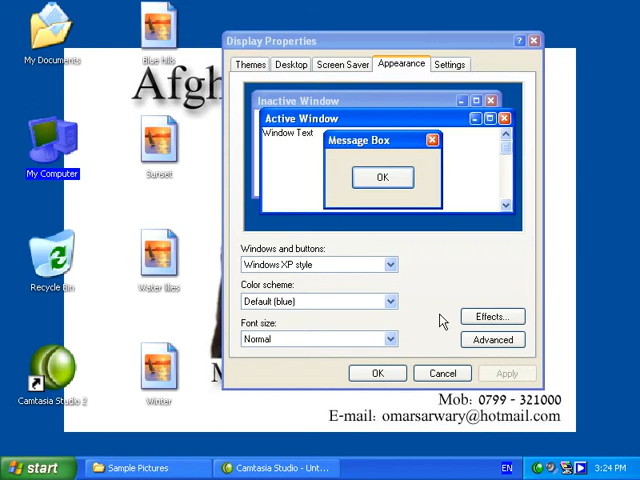 My Documents
Blue hills
My Computer
Sunset
Recycle Bin
Water lilies
Camtasia Studio 2
Winter
Afgh
M
Display Properties
Themes
Desktop
Screen Saver
Appearance
Settings
Inactive Window
Active Window
Window Text
Message Box
OK
Windows and buttons:
Windows XP style
Color scheme:
Default (blue)
Font size:
Normal
Effects...
Advanced
OK
Cancel
Apply
Mob: 0799 - 321000
E-mail: omarsarwary@hotmail.com
start
Sample Pictures
Camtasia Studio - Unt...
EN
3:24 PM